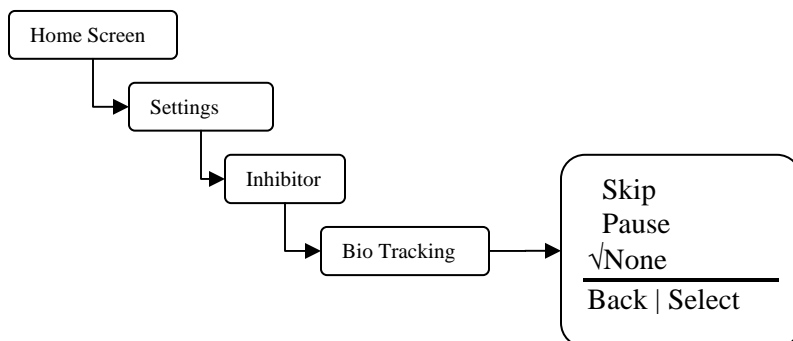 Home Screen
Settings
Inhibitor
Bio Tracking
Skip
Pause
√None
Back | Select